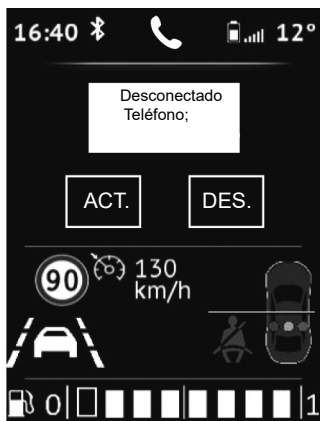 16:40 12°
Desconectado
Teléfono;
ACT. DES.
90 130
km/h
0 1